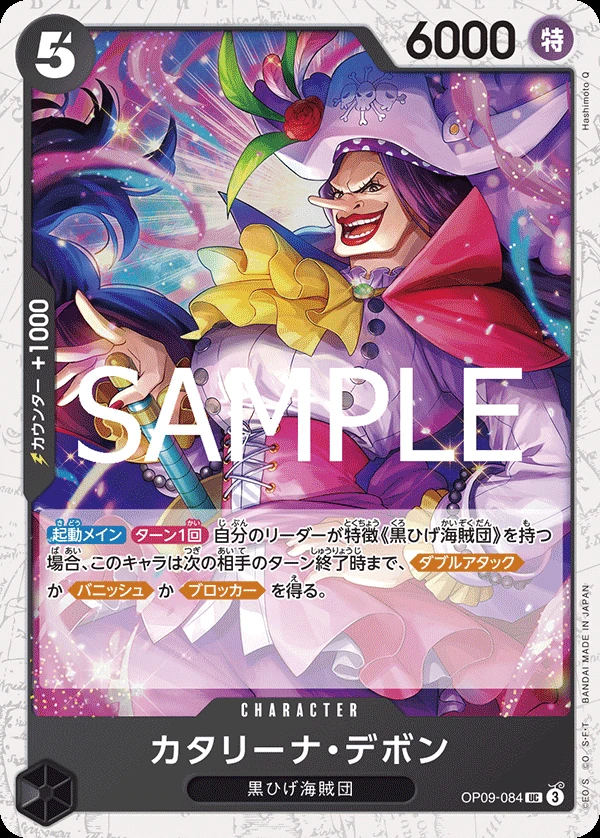 5
6000
特
Hashimoto Q
カウンター +1000
SAMPLE
起動メイン ターン1回 自分のリーダーが特徴《黒ひげ海賊団》を持つ
場合、このキャラは次の相手のターン終了時まで、ダブルアタック
か バニッシュ か ブロッカー を得る。
CHARACTER
カタリーナ・デボン
黒ひげ海賊団
OP09-084 UC 3
©E.O./S. ©O. S・F・T BANDAI MADE IN JAPAN